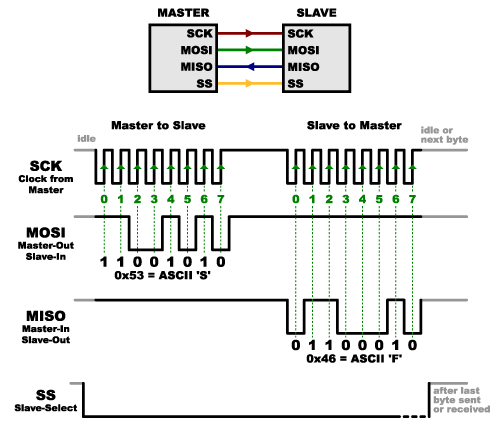 MASTER SLAVE
SCK SCK
MOSI MOSI
MISO MISO
SS SS
Master to Slave Slave to Master
idle
idle or
next byte
SCK
Clock from
Master
0 1 2 3 4 5 6 7 0 1 2 3 4 5 6 7
MOSI
Master-Out
Slave-In
1 1 0 0 1 0 1 0
0x53 = ASCII 'S'
MISO
Master-In
Slave-Out
0 1 1 0 0 0 1 0
0x46 = ASCII 'F'
SS
Slave-Select
after last
byte sent
or received